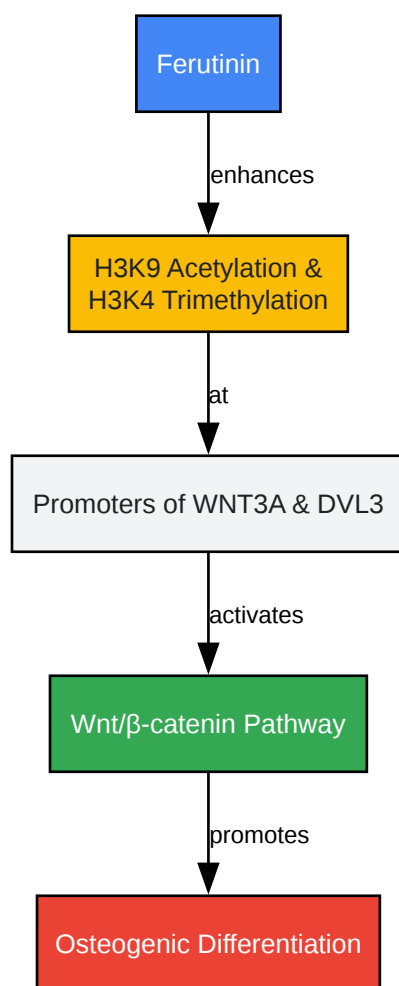 Ferutinin
enhances
H3K9 Acetylation &
H3K4 Trimethylation
at
Promoters of WNT3A & DVL3
activates
Wnt/β-catenin Pathway
promotes
Osteogenic Differentiation